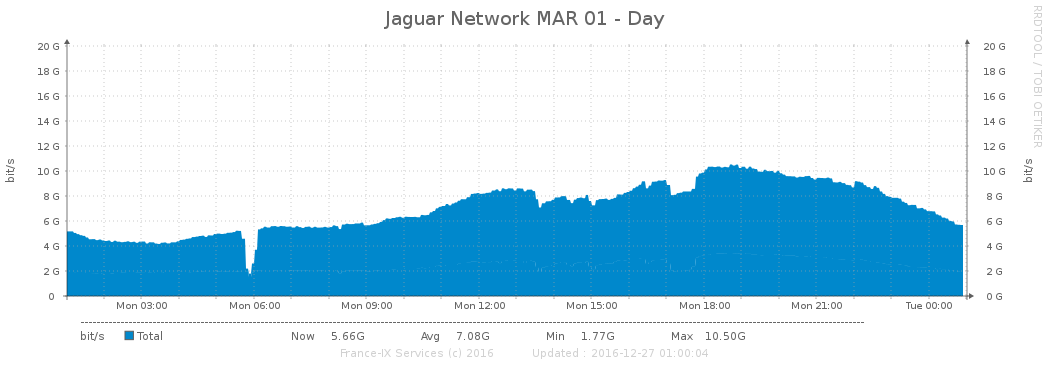 Jaguar Network MAR 01 - Day
RRDTOOL / TOBI OETIKER
20 G 20 G
18 G 18 G
16 G 16 G
14 G 14 G
12 G 12 G
10 G 10 G
8 G 8 G
6 G 6 G
4 G 4 G
2 G 2 G
0 0 G
bit/s
bit/s
Mon 03:00 Mon 06:00 Mon 09:00 Mon 12:00 Mon 15:00 Mon 18:00 Mon 21:00 Tue 00:00
bit/s Total Now 5.66G Avg 7.08G Min 1.77G Max 10.50G
France-IX Services (c) 2016 Updated : 2016-12-27 01:00:04